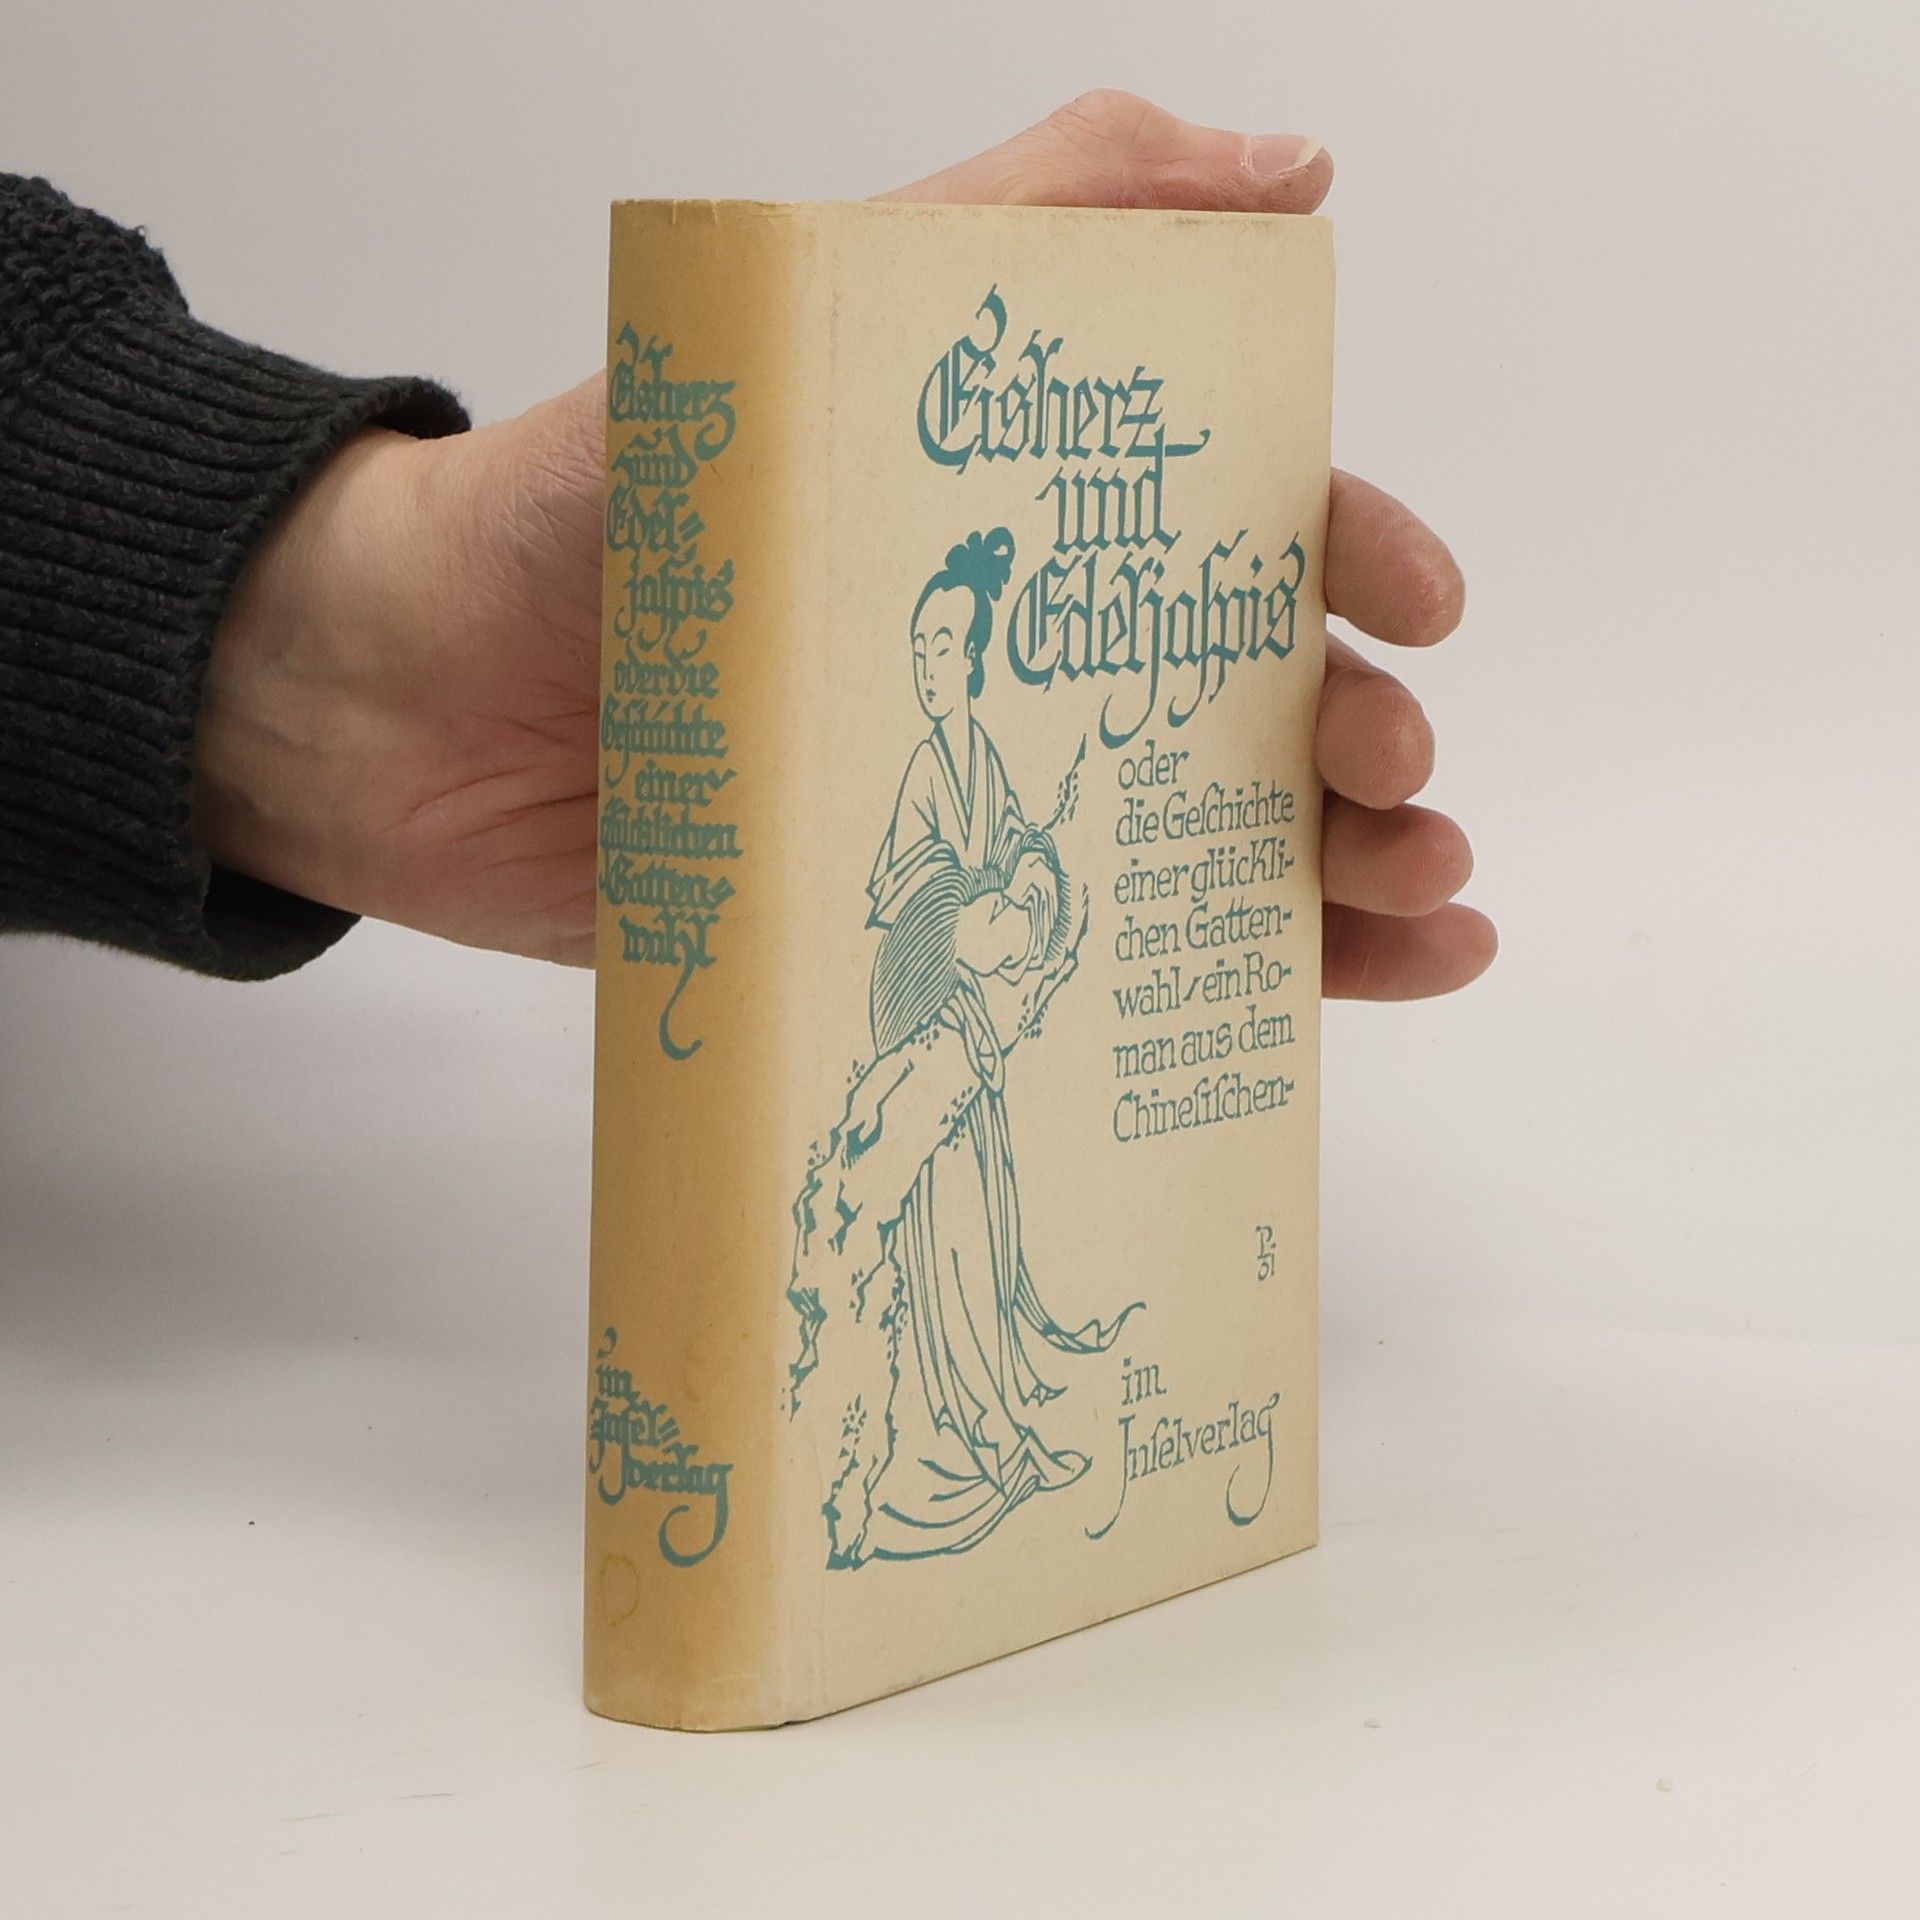 Eisherz
und
Edel=
jaſpis
oder die
Geſchichte
einer
glücklichen
Gatten=
wahl
im
Inſel=
verlag
Eisherz
und
Edeljaſpis
oder
die Geſchichte
einer glückli-
chen Gatten-
wahl / ein Ro-
man aus dem
Chineſiſchen-
im
Inſelverlag